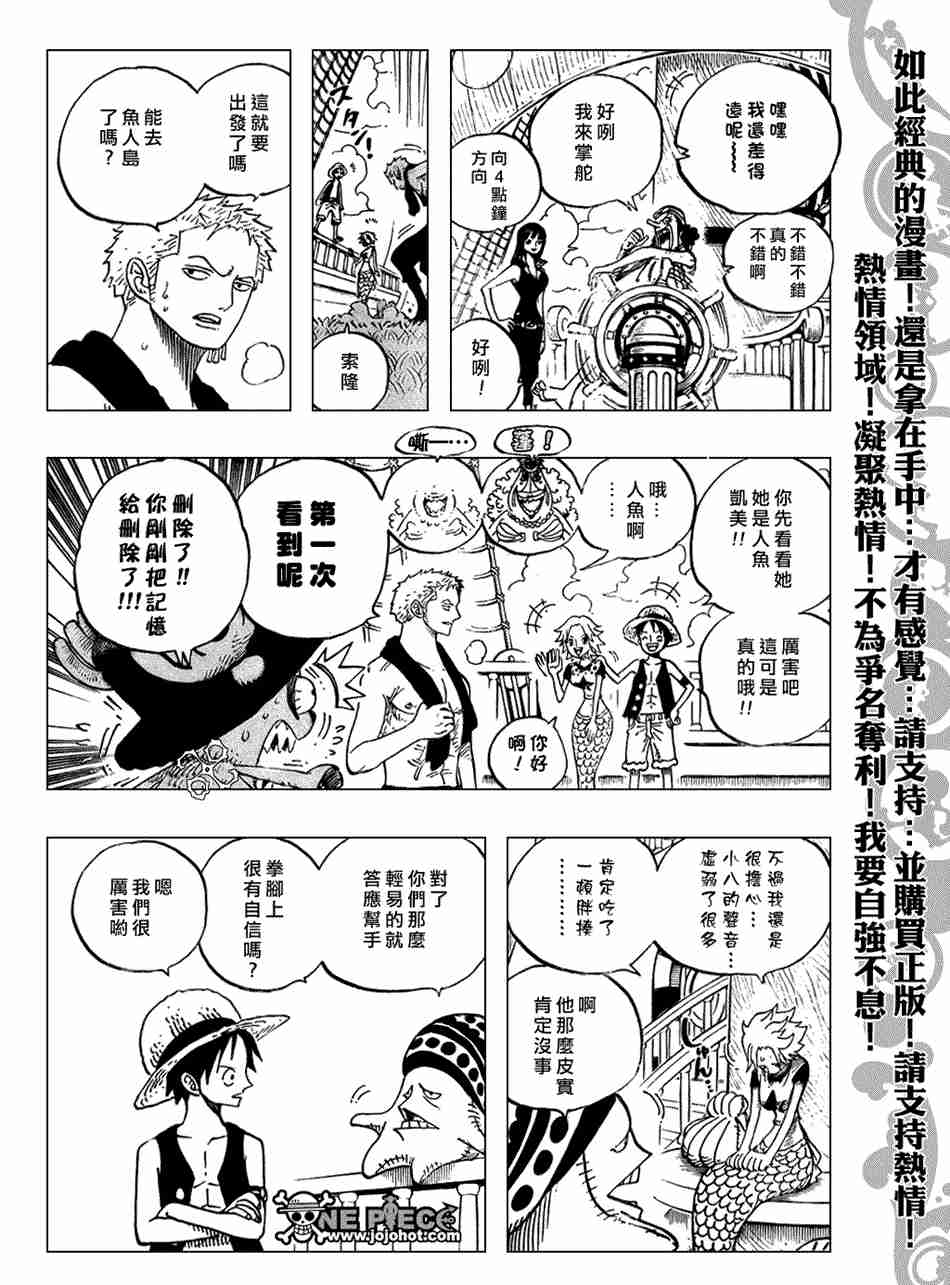 嘿嘿
我還差得
遠呢~~
不錯不錯
真的
不錯啊
好咧
我來掌舵
向4點鐘
方向
好咧！
索隆
這就要
出發了嗎
能去
魚人島
了嗎？
你先看看她
她是人魚
凱美!!
厲害吧
這可是
真的哦!!
哦…
人魚
啊…
你好
啊！
蓬！
嘶一…
第一次
看到呢
刪除了!!
你剛剛把記憶
給刪除了!!!
不過我還是
很擔心…
小八的聲音…
虛弱了很多
肯定吃了
一頓胖揍
…
啊
他那麼皮實
肯定沒事
しゅん…
對了
你們那麼
輕易的就
答應幫手
拳腳上
很有自信嗎？
嗯
我們很
厲害喲
ONE PIECE
www.jojohot.com
如此經典的漫畫！還是拿在手中…才有感覺…請支持…並購買正版！請支持熱情！
熱情領域！凝聚熱情！不為爭名奪利！我要自強不息！